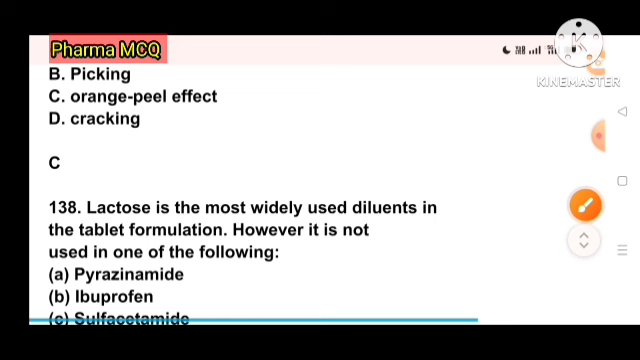 Pharma MCQ
KINEMASTER
B. Picking
C. orange-peel effect
D. cracking
C
138. Lactose is the most widely used diluents in
the tablet formulation. However it is not
used in one of the following:
(a) Pyrazinamide
(b) Ibuprofen
(c) Sulfacetamide